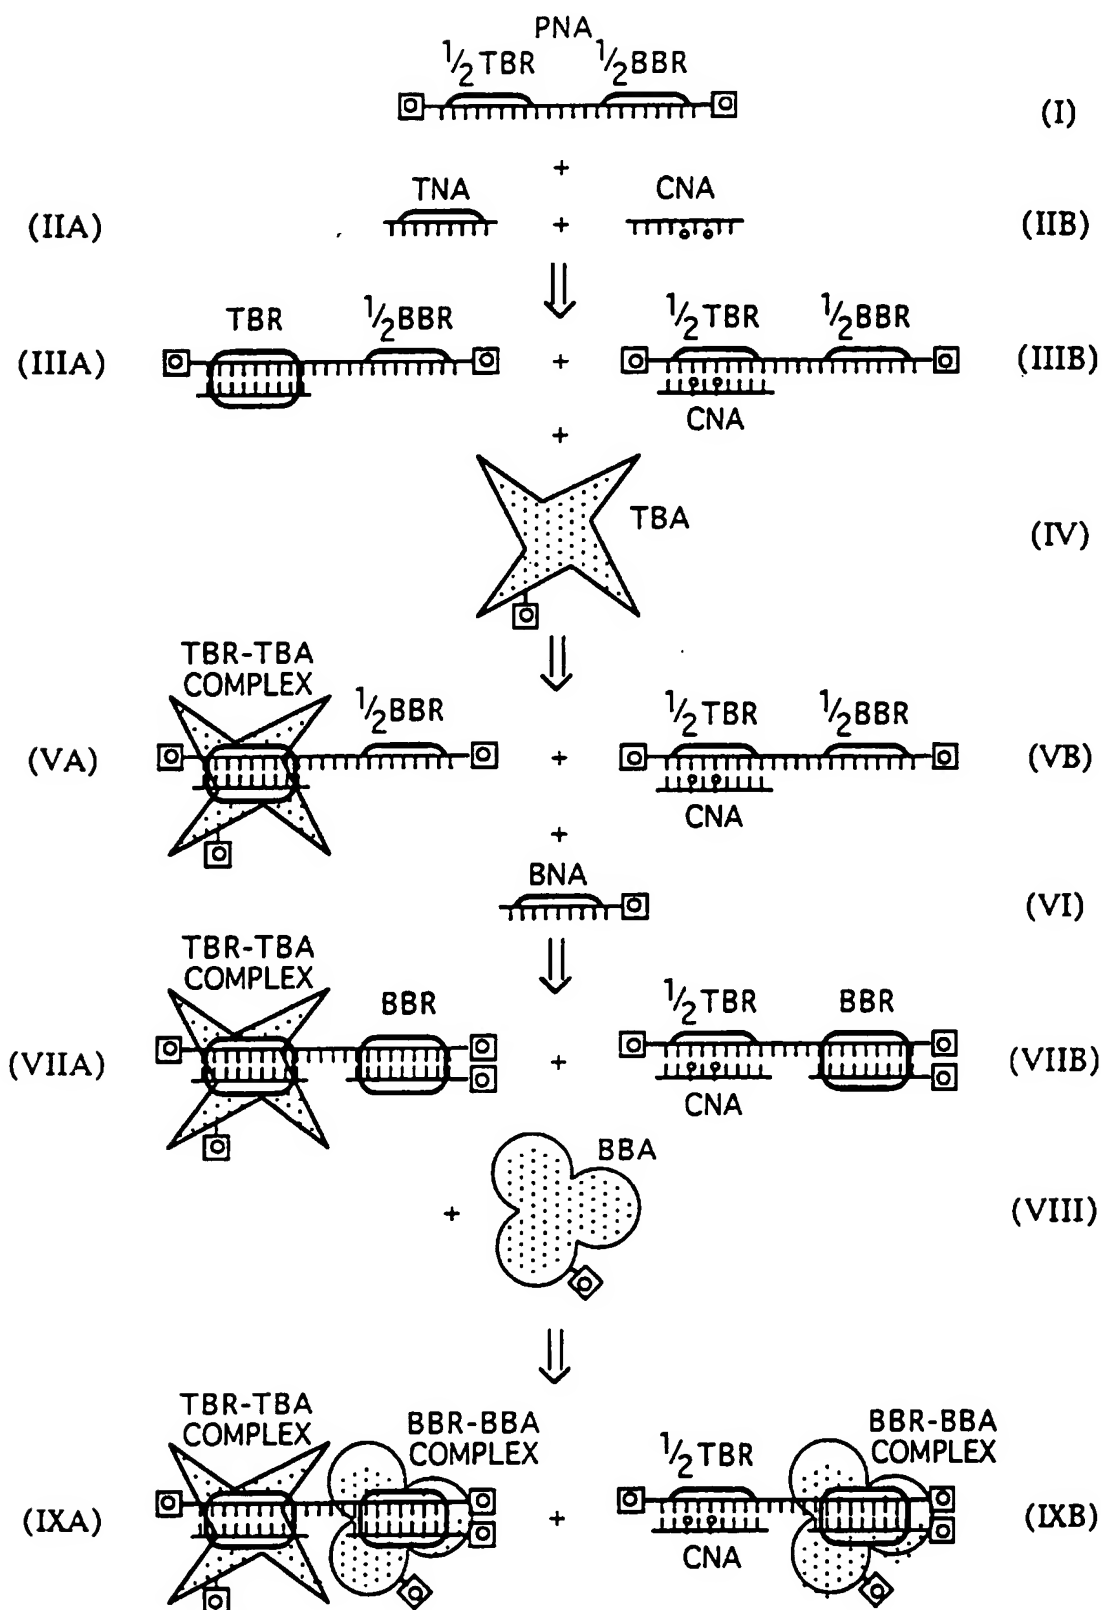 PNA
½TBR ½BBR
(I)
+
TNA CNA
(IIA) + (IIB)
TBR ½BBR ½TBR ½BBR
(IIIA) + (IIIB)
CNA
+
TBA (IV)
TBR-TBA
COMPLEX
½BBR ½TBR ½BBR
(VA) + (VB)
CNA
+
BNA
(VI)
TBR-TBA
COMPLEX
BBR ½TBR BBR
(VIIA) + (VIIB)
CNA
BBA
+ (VIII)
TBR-TBA
COMPLEX
BBR-BBA
COMPLEX
½TBR
BBR-BBA
COMPLEX
(IXA) + (IXB)
CNA